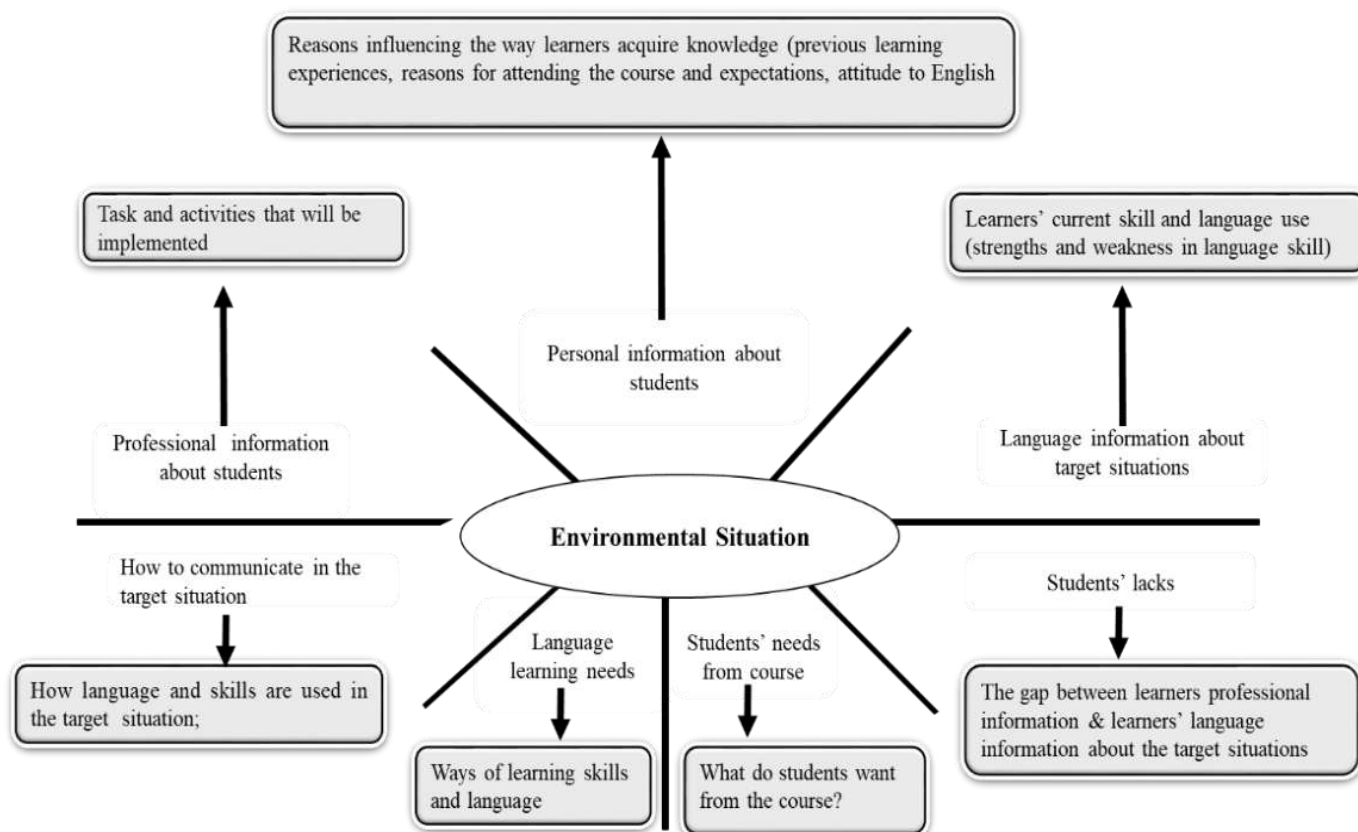 Reasons influencing the way learners acquire knowledge (previous learning
experiences, reasons for attending the course and expectations, attitude to English
Task and activities that will be
implemented
Learners' current skill and language use
(strengths and weakness in language skill)
Personal information about
students
Professional information
about students
Language information about
target situations
Environmental Situation
How to communicate in the
target situation
Language
learning needs
Students' needs
from course
Students' lacks
How language and skills are used in
the target situation;
Ways of learning skills
and language
What do students want
from the course?
The gap between learners professional
information & learners' language
information about the target situations